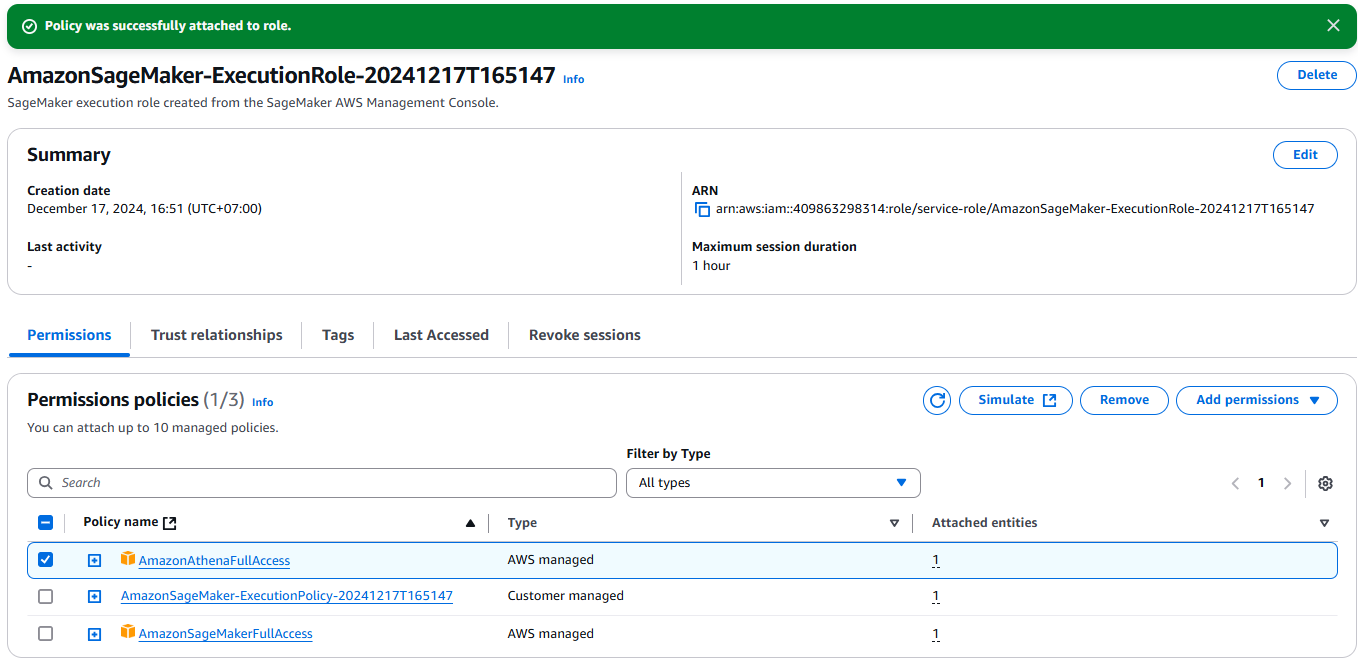 Policy was successfully attached to role.
AmazonSageMaker-ExecutionRole-20241217T165147 Info
Delete
SageMaker execution role created from the SageMaker AWS Management Console.
Summary
Edit
Creation date
December 17, 2024, 16:51 (UTC+07:00)
ARN
arn:aws:iam::409863298314:role/service-role/AmazonSageMaker-ExecutionRole-20241217T165147
Last activity
-
Maximum session duration
1 hour
Permissions Trust relationships Tags Last Accessed Revoke sessions
Permissions policies (1/3) Info
Simulate Remove Add permissions
You can attach up to 10 managed policies.
Filter by Type
Search All types 1
Policy name Type Attached entities
AmazonAthenaFullAccess AWS managed 1
AmazonSageMaker-ExecutionPolicy-20241217T165147 Customer managed 1
AmazonSageMakerFullAccess AWS managed 1